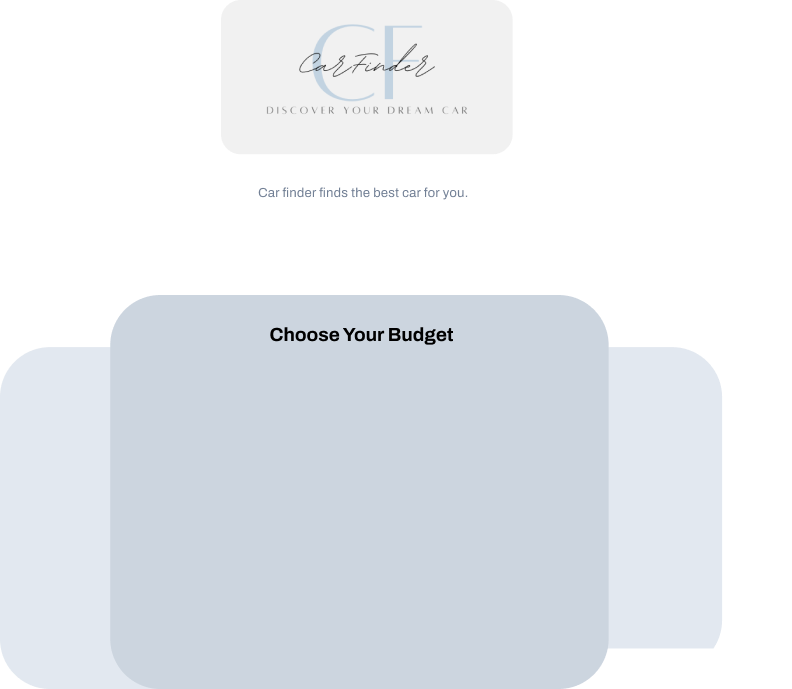 CF
CarFinder
DISCOVER YOUR DREAM CAR
Car finder finds the best car for you.
Choose Your Budget